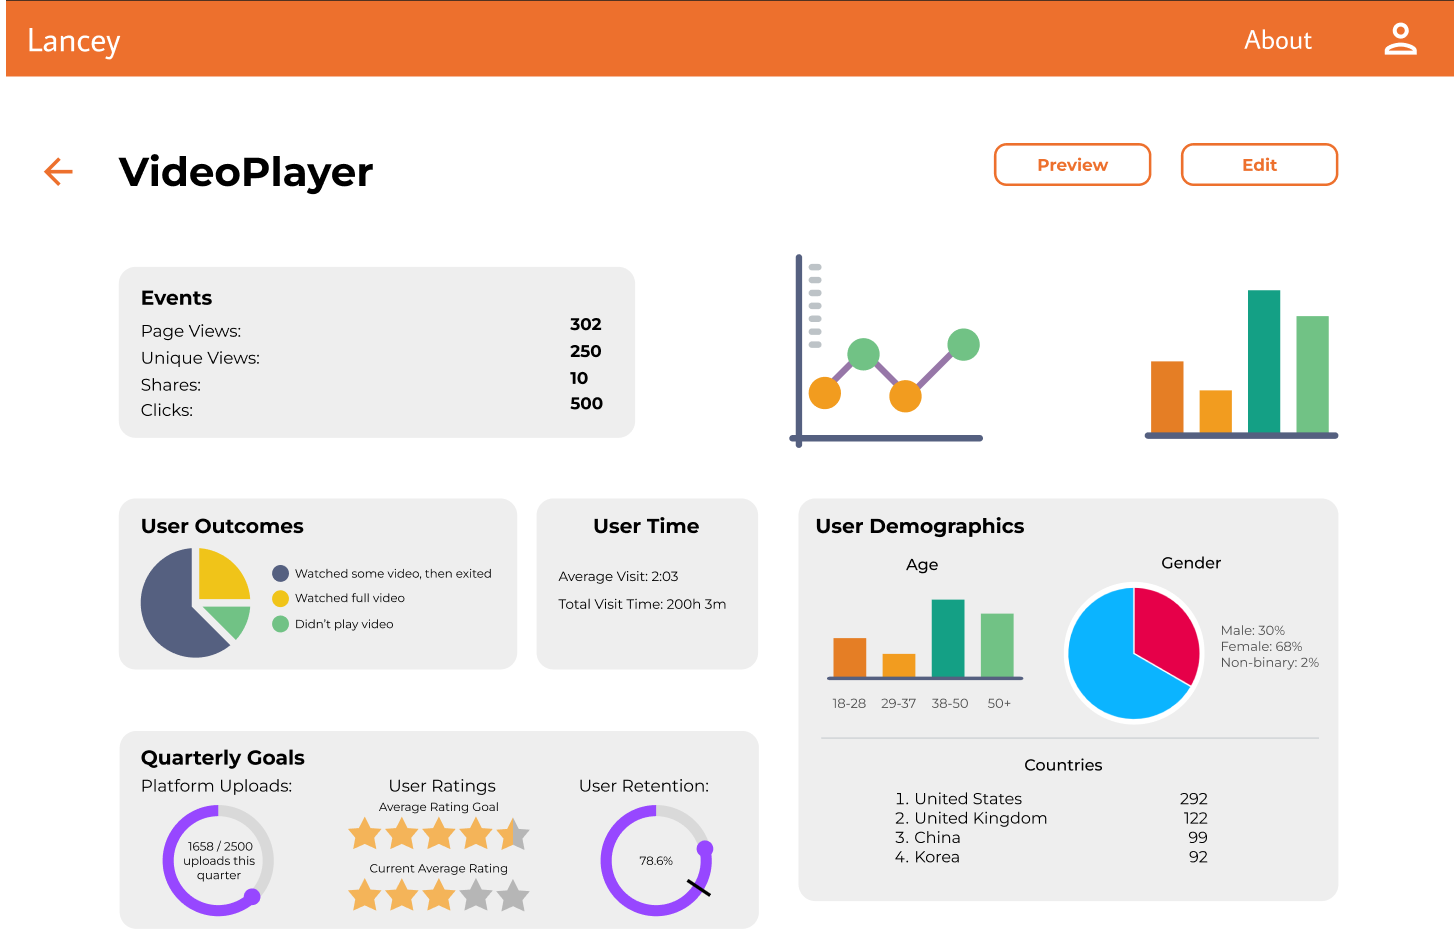 Lancey
About
VideoPlayer
Preview
Edit
Events
Page Views: 302
Unique Views: 250
Shares: 10
Clicks: 500
User Outcomes
Watched some video, then exited
Watched full video
Didn't play video
User Time
Average Visit: 2:03
Total Visit Time: 200h 3m
User Demographics
Age
18-28 29-37 38-50 50+
Gender
Male: 30%
Female: 68%
Non-binary: 2%
Countries
1. United States 292
2. United Kingdom 122
3. China 99
4. Korea 92
Quarterly Goals
Platform Uploads:
1658 / 2500
uploads this
quarter
User Ratings
Average Rating Goal
Current Average Rating
User Retention:
78.6%